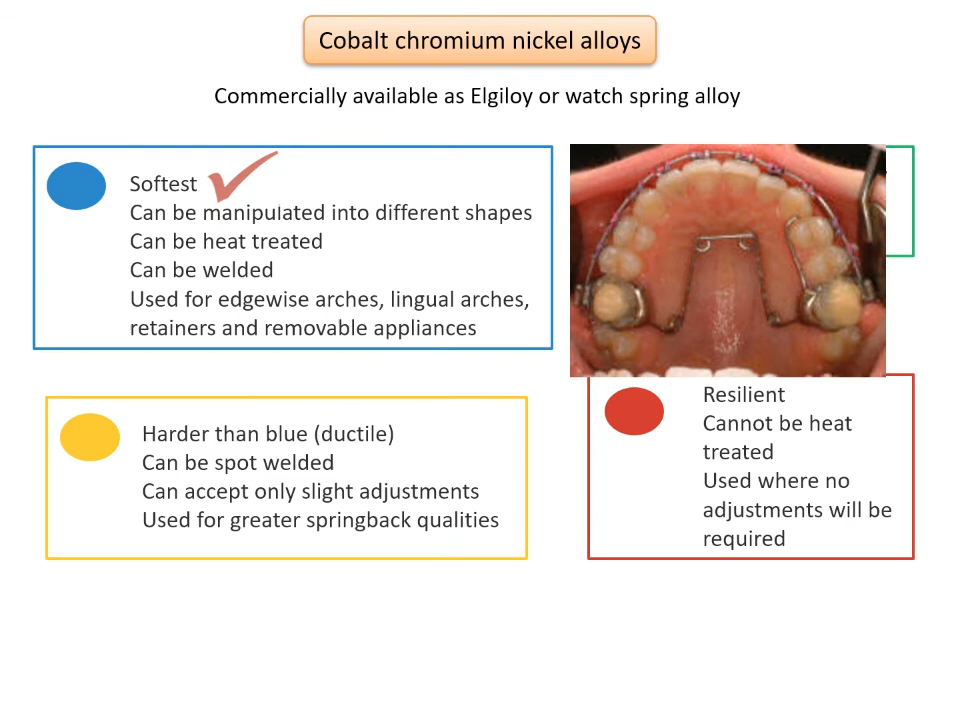 Cobalt chromium nickel alloys
Commercially available as Elgiloy or watch spring alloy
Softest
Can be manipulated into different shapes
Can be heat treated
Can be welded
Used for edgewise arches, lingual arches,
retainers and removable appliances
Harder than blue (ductile)
Can be spot welded
Can accept only slight adjustments
Used for greater springback qualities
Resilient
Cannot be heat
treated
Used where no
adjustments will be
required